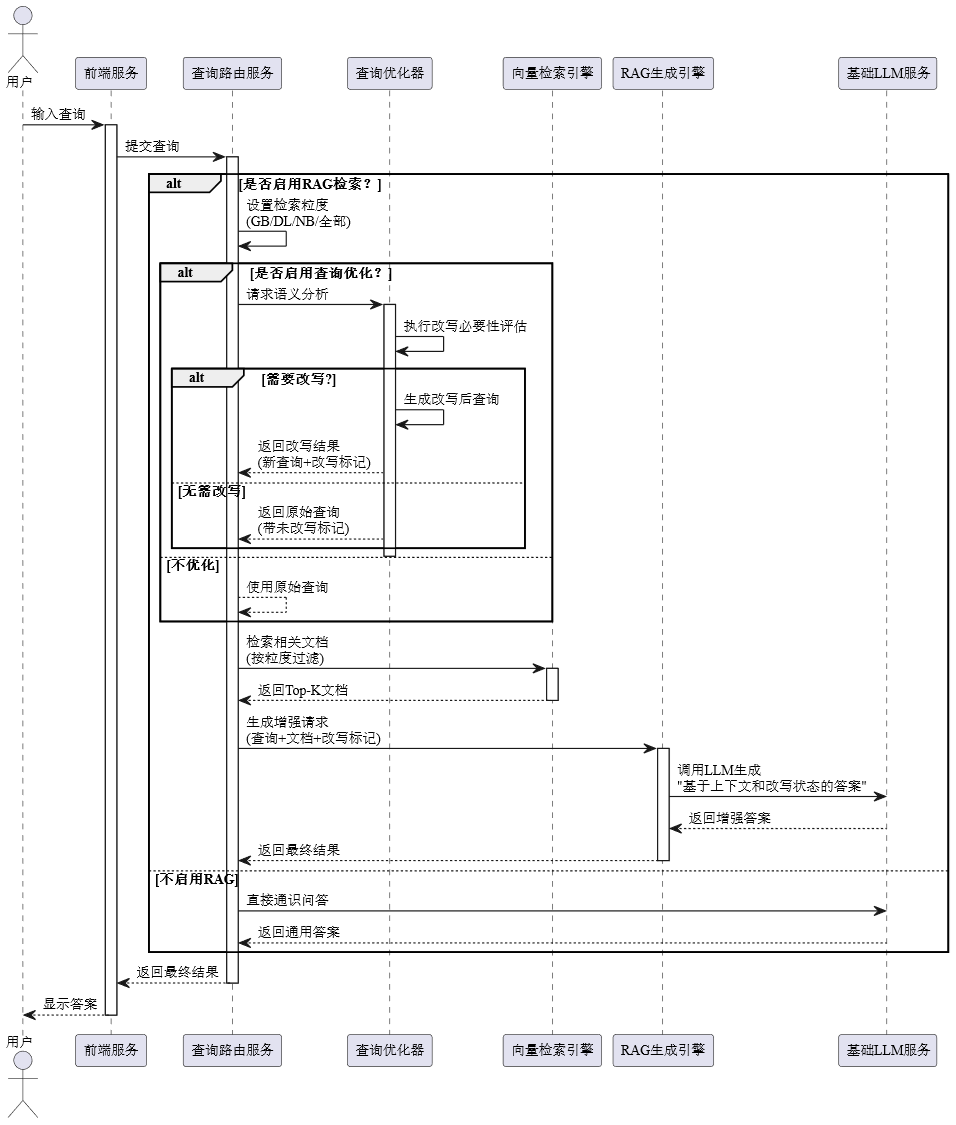 用户
前端服务
查询路由服务
查询优化器
向量检索引擎
RAG生成引擎
基础LLM服务
输入查询
提交查询
alt
[是否启用RAG检索？]
设置检索粒度
(GB/DL/NB/全部)
alt
[是否启用查询优化？]
请求语义分析
执行改写必要性评估
alt
[需要改写?]
生成改写后查询
返回改写结果
(新查询+改写标记)
[无需改写]
返回原始查询
(带未改写标记)
[不优化]
使用原始查询
检索相关文档
(按粒度过滤)
返回Top-K文档
生成增强请求
(查询+文档+改写标记)
调用LLM生成
"基于上下文和改写状态的答案"
返回增强答案
返回最终结果
[不启用RAG]
直接通识问答
返回通用答案
返回最终结果
显示答案
用户
前端服务
查询路由服务
查询优化器
向量检索引擎
RAG生成引擎
基础LLM服务